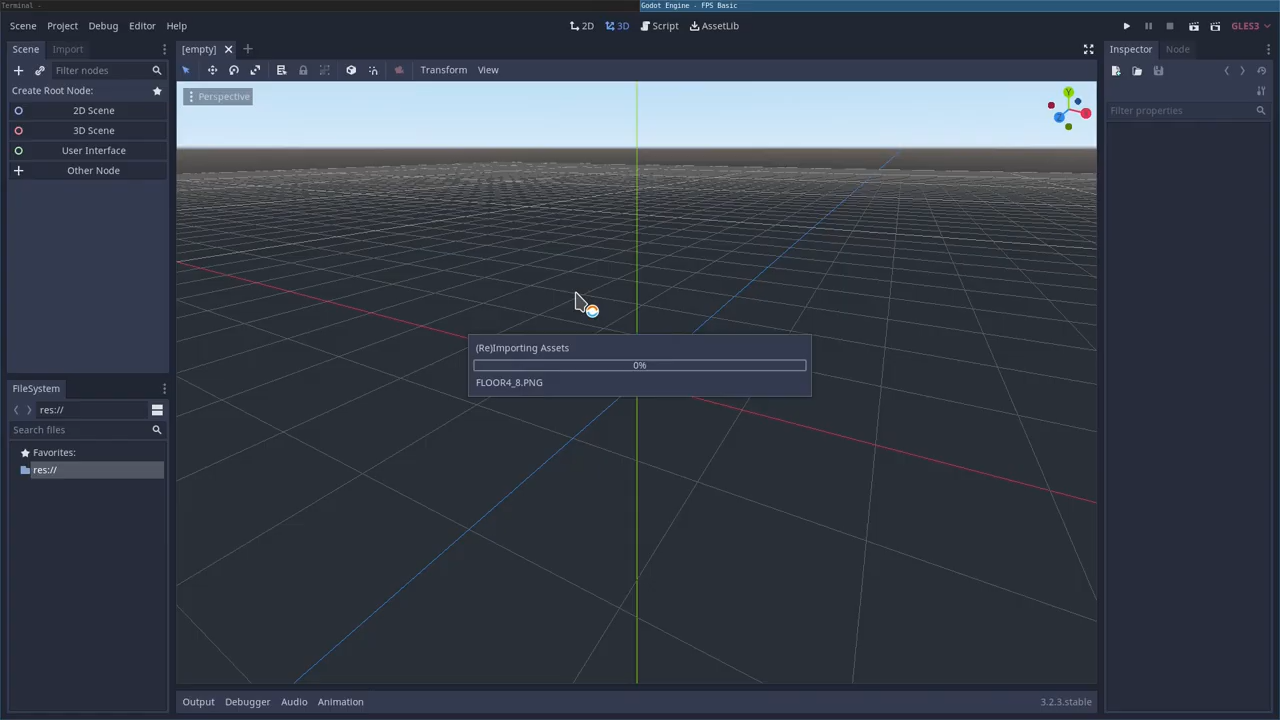 Terminal -
Godot Engine - FPS Basic
Scene Project Debug Editor Help
2D 3D Script AssetLib
GLES3
Scene Import
[empty]
Inspector Node
Filter nodes
Transform View
Create Root Node:
Perspective
Y
X
Z
2D Scene
Filter properties
3D Scene
User Interface
Other Node
(Re)Importing Assets
0%
FLOOR4_8.PNG
FileSystem
res://
Search files
Favorites:
res://
Output Debugger Audio Animation
3.2.3.stable